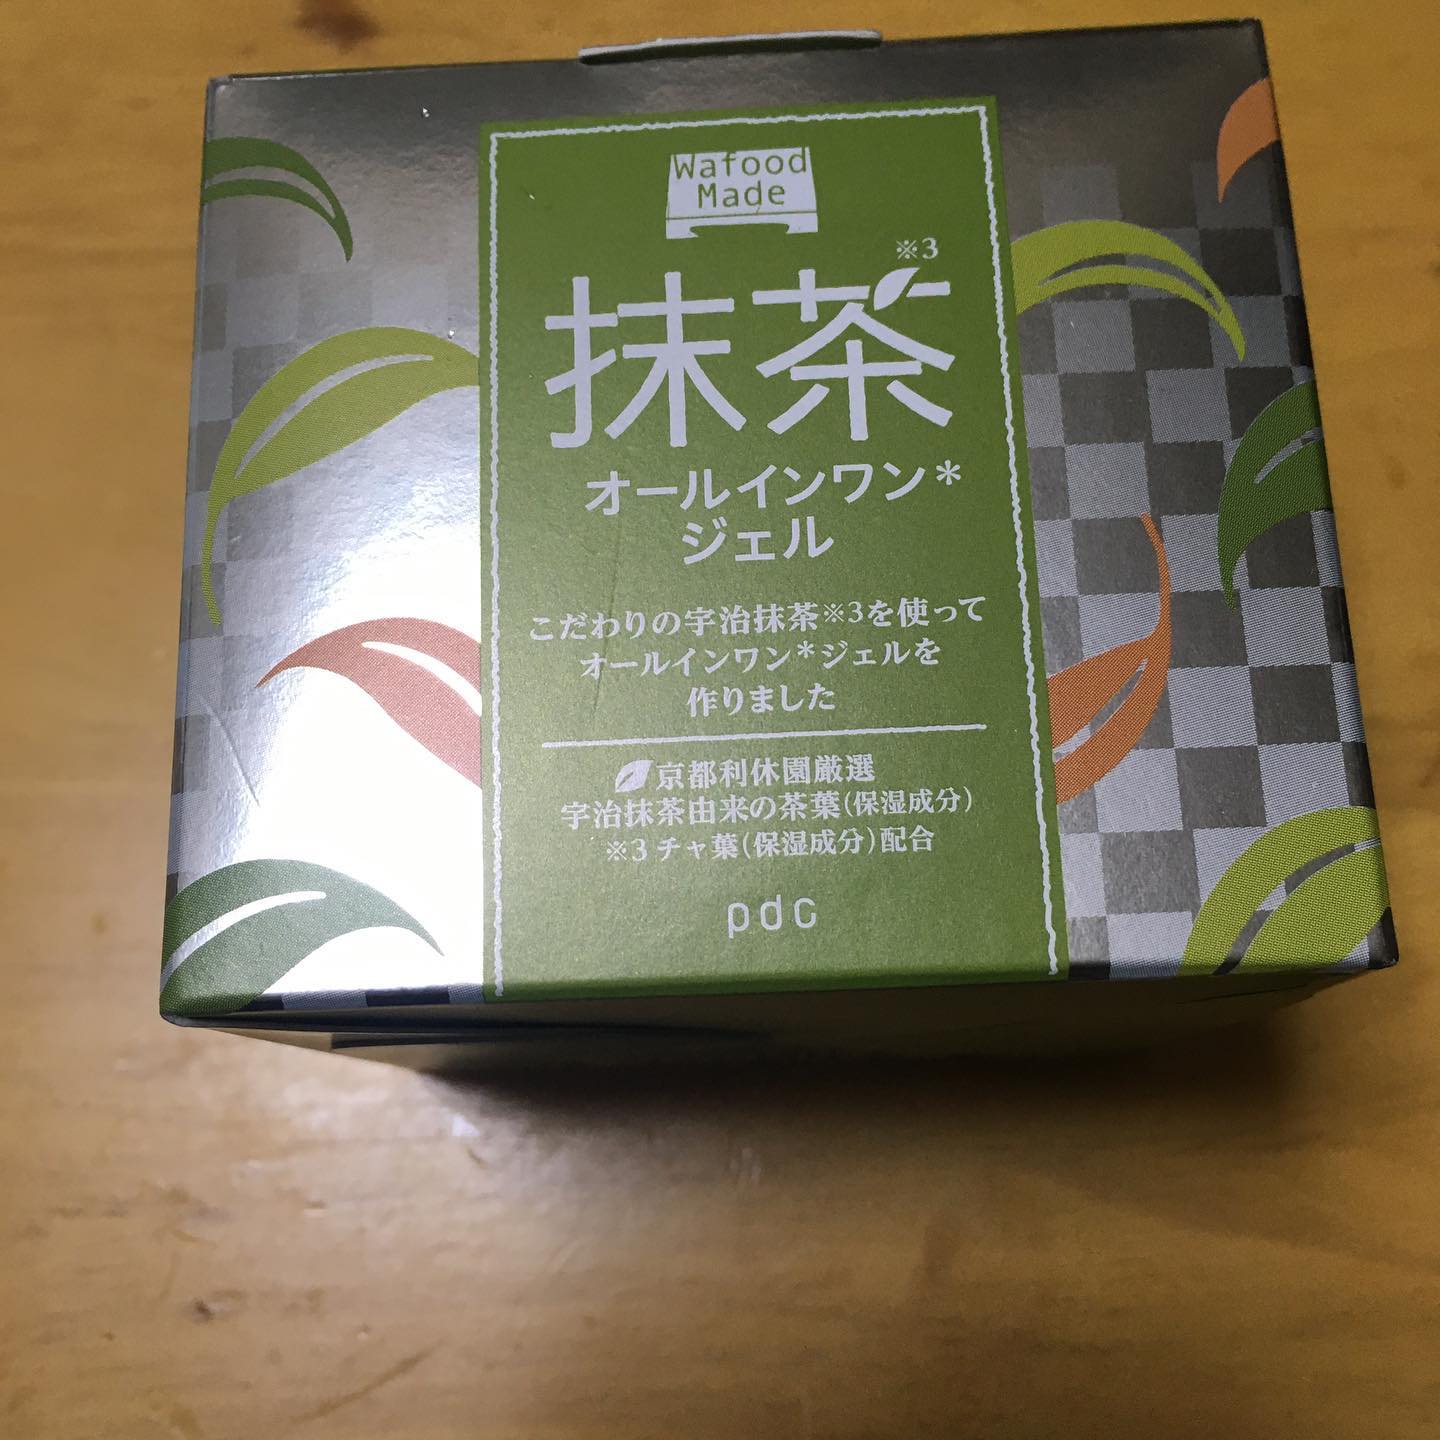 Wafood
Made
抹茶※3
オールインワン*
ジェル
こだわりの宇治抹茶※3を使って
オールインワン*ジェルを
作りました
京都利休園厳選
宇治抹茶由来の茶葉(保湿成分)
※3 チャ葉(保湿成分)配合
pdc